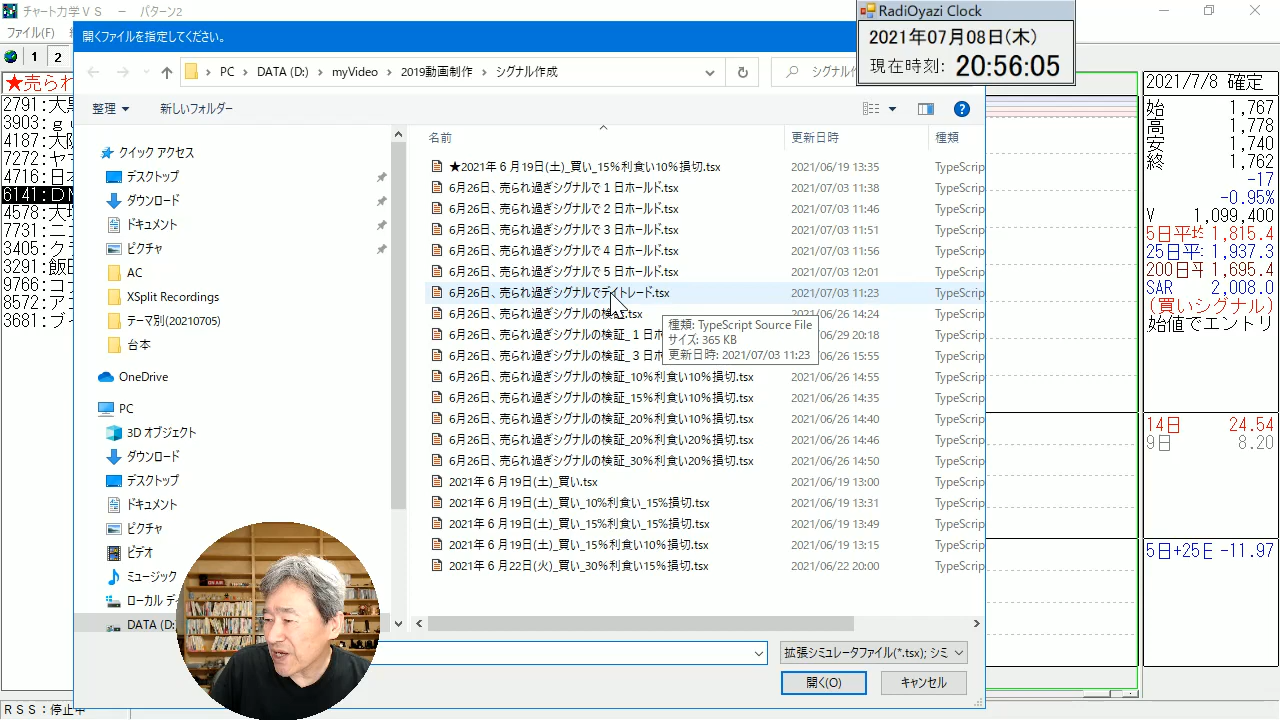 チャート力学ＶＳ － パターン2
ファイル(F)
1 2
★売られ
2791:大
3903:ｇｕ
4187:大
7272:ヤ
4716:日本
6141:ＤＭ
4578:大
7731:ニ
3405:クラ
3291:飯田
9766:コ
8572:ア
3681:ブイ
ＲＳＳ：停止中
開くファイルを指定してください。
PC › DATA (D:) › myVideo › 2019動画制作 › シグナル作成
シグナル作
整理
新しいフォルダー
クイック アクセス
デスクトップ
ダウンロード
ドキュメント
ピクチャ
AC
XSplit Recordings
テーマ別(20210705)
台本
OneDrive
PC
3D オブジェクト
ダウンロード
デスクトップ
ドキュメント
ピクチャ
ビデオ
ミュージック
ローカル ディ
DATA (D:
名前 更新日時 種類
★2021年６月19日(土)_買い_15%利食い10%損切.tsx 2021/06/19 13:35 TypeScrip
6月26日、売られ過ぎシグナルで１日ホールド.tsx 2021/07/03 11:38 TypeScrip
6月26日、売られ過ぎシグナルで２日ホールド.tsx 2021/07/03 11:46 TypeScrip
6月26日、売られ過ぎシグナルで３日ホールド.tsx 2021/07/03 11:51 TypeScrip
6月26日、売られ過ぎシグナルで４日ホールド.tsx 2021/07/03 11:56 TypeScrip
6月26日、売られ過ぎシグナルで５日ホールド.tsx 2021/07/03 12:01 TypeScrip
6月26日、売られ過ぎシグナルでデイトレード.tsx 2021/07/03 11:23 TypeScrip
6月26日、売られ過ぎシグナルの検証.tsx /06/26 14:24 TypeScrip
6月26日、売られ過ぎシグナルの検証_１日ホ /06/29 20:18 TypeScrip
6月26日、売られ過ぎシグナルの検証_３日ホ /06/26 15:55 TypeScrip
6月26日、売られ過ぎシグナルの検証_10%利食い10%損切.tsx 2021/06/26 14:55 TypeScrip
6月26日、売られ過ぎシグナルの検証_15%利食い10%損切.tsx 2021/06/26 14:35 TypeScrip
6月26日、売られ過ぎシグナルの検証_20%利食い10%損切.tsx 2021/06/26 14:40 TypeScrip
6月26日、売られ過ぎシグナルの検証_20%利食い20%損切.tsx 2021/06/26 14:46 TypeScrip
6月26日、売られ過ぎシグナルの検証_30%利食い20%損切.tsx 2021/06/26 14:50 TypeScrip
2021年６月19日(土)_買い.tsx 2021/06/19 13:00 TypeScrip
2021年６月19日(土)_買い_10%利食い_15%損切.tsx 2021/06/19 13:31 TypeScrip
2021年６月19日(土)_買い_15%利食い_15%損切.tsx 2021/06/19 13:49 TypeScrip
2021年６月19日(土)_買い_15%利食い10%損切.tsx 2021/06/19 13:15 TypeScrip
2021年６月22日(火)_買い_30%利食い15%損切.tsx 2021/06/22 20:00 TypeScrip
種類: TypeScript Source File
サイズ: 365 KB
更新日時: 2021/07/03 11:23
拡張シミュレータファイル(*.tsx); シミ
開く(O)
キャンセル
RadiOyazi Clock
2021年07月08日(木)
現在時刻: 20:56:05
2021/7/8 確定
始 1,767
高 1,778
安 1,740
終 1,762
-17
-0.95%
V 1,099,400
5日平均 1,815.4
25日平: 1,937.3
200日平 1,695.4
SAR 2,008.0
(買いシグナル)
始値でエントリ
14日 24.54
9日 8.20
5日+25E -11.97